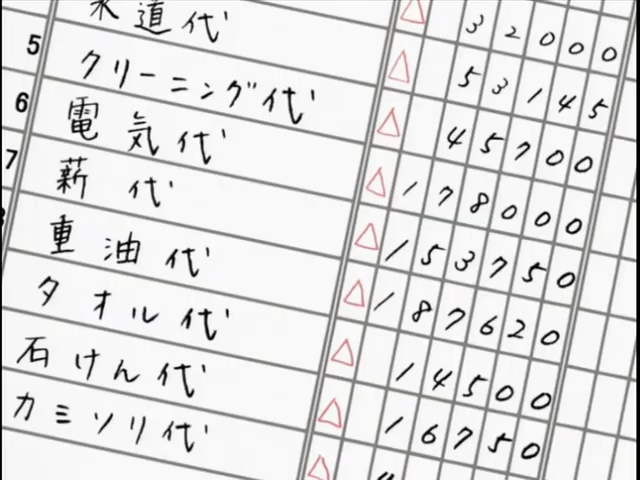 △ 32000
水道代 △ 53145
5 クリーニング代 △ 45700
6 電気代 △ 178000
7 薪代 △ 153750
重油代 △ 187620
タオル代 △ 14500
石けん代 △ 16750
カミソリ代 △